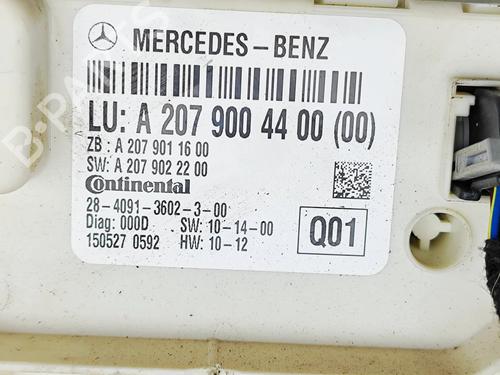 MERCEDES-BENZ
LU: A 207 900 44 00 (00)
ZB : A 207 901 16 00
SW: A 207 902 22 00
Continental
28-4091-3602-3-00
Diag: 000D SW: 10-14-00
150527 0592 HW: 10-12
Q01
B-PARTS